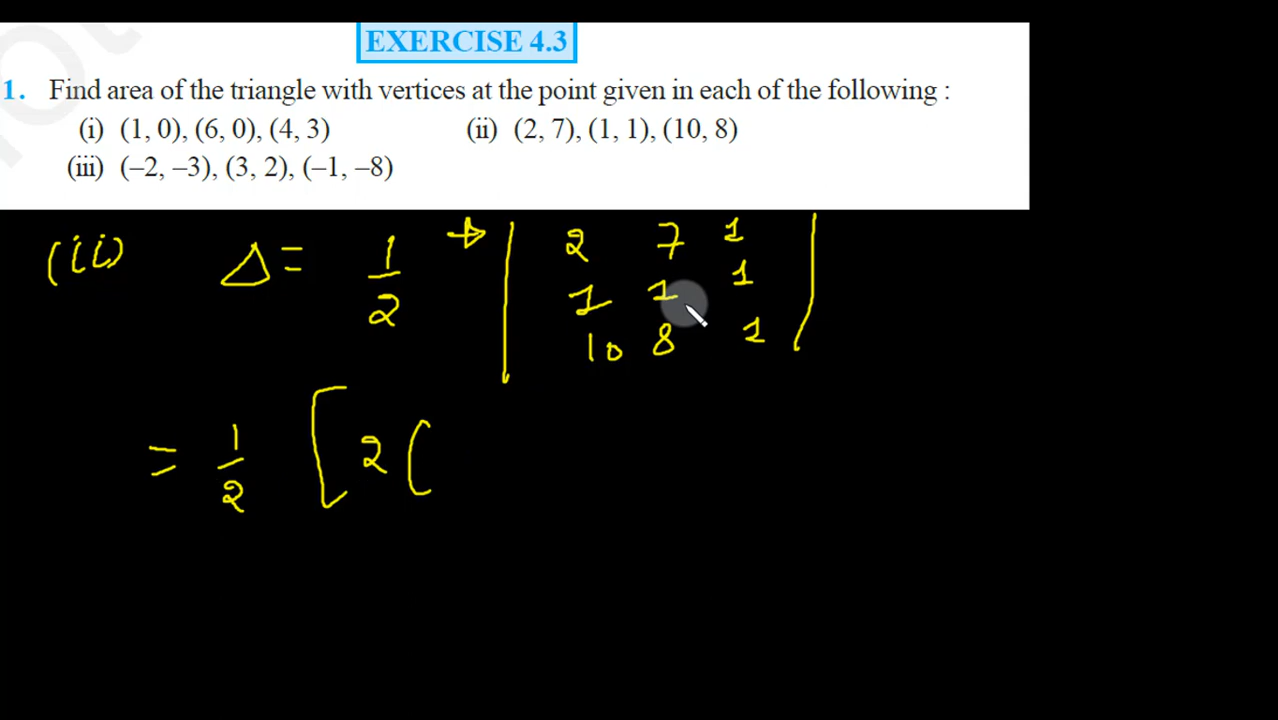 EXERCISE 4.3
1. Find area of the triangle with vertices at the point given in each of the following :
(i) (1, 0), (6, 0), (4, 3) (ii) (2, 7), (1, 1), (10, 8)
(iii) (–2, –3), (3, 2), (–1, –8)
(ii) Δ = 1/2 → | 2 7 1
1 1 1
10 8 1 |
= 1/2 [ 2 (